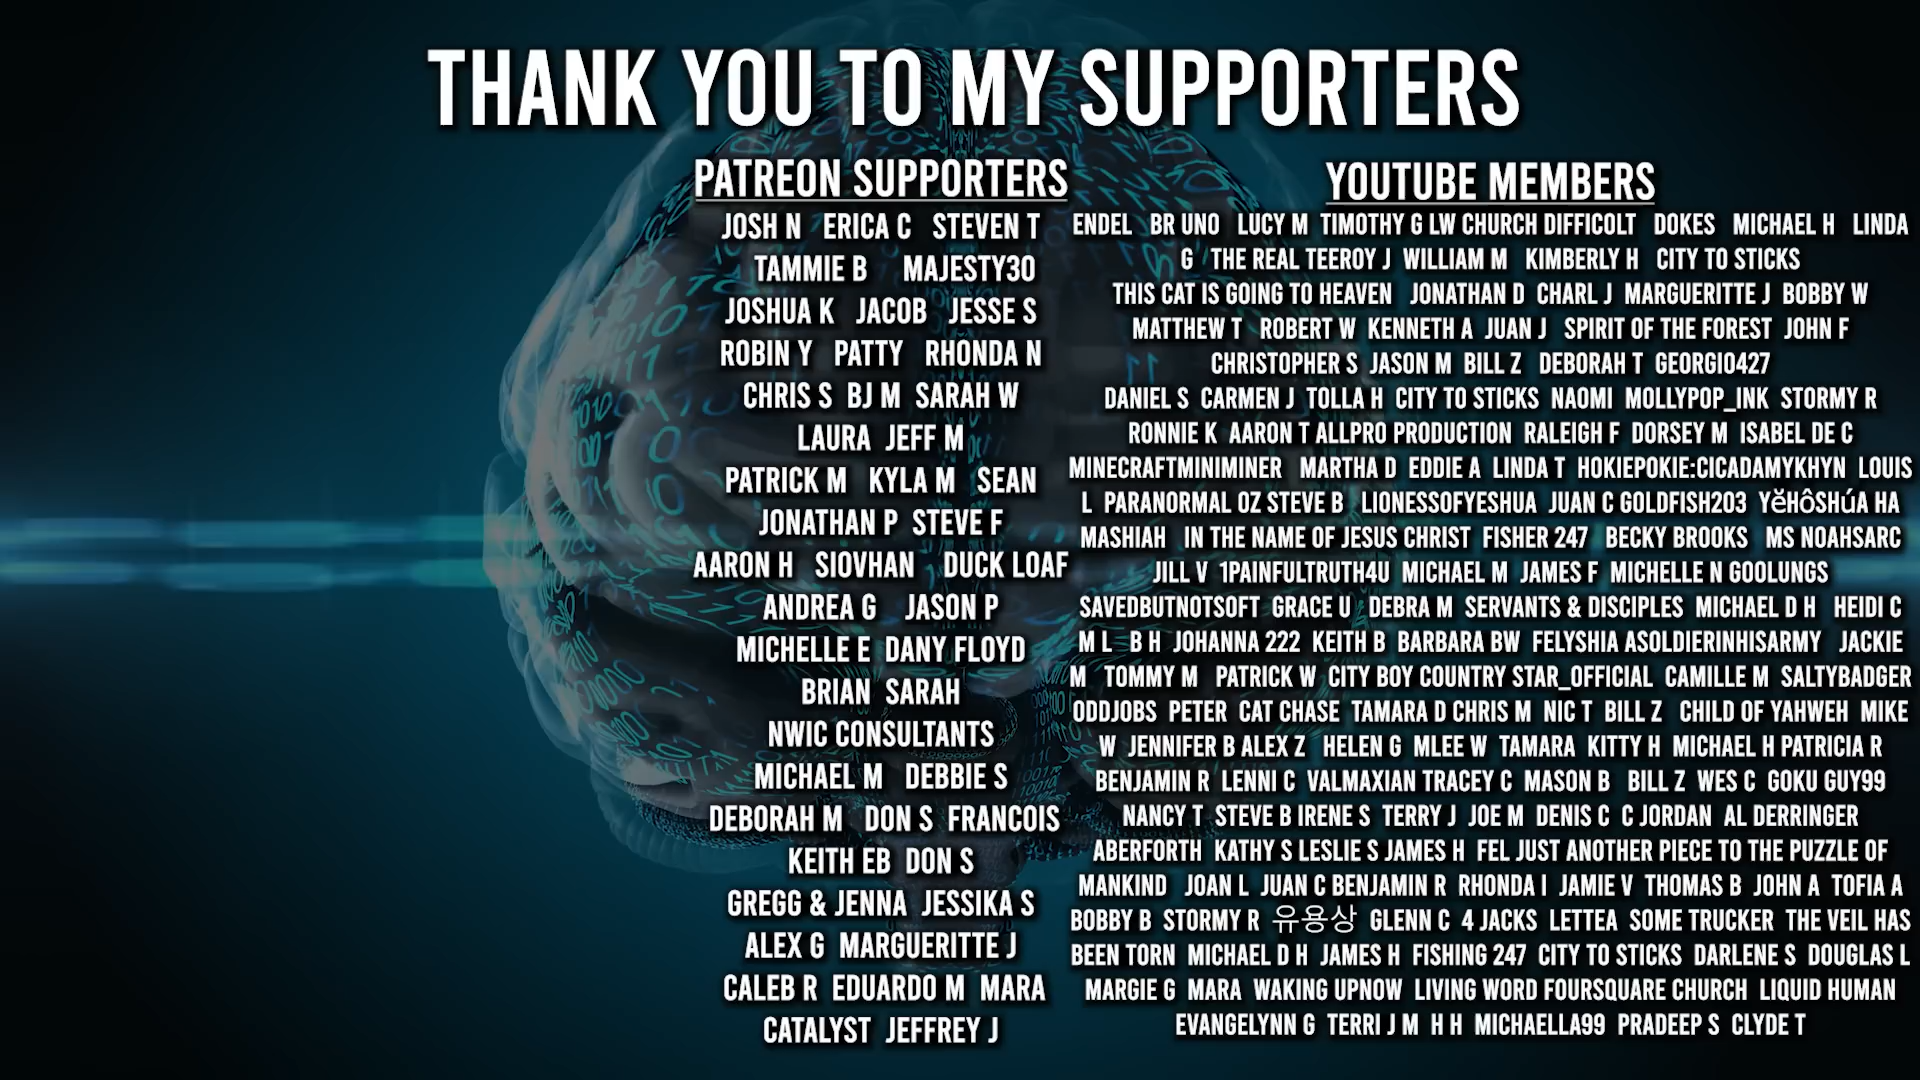 THANK YOU TO MY SUPPORTERS
PATREON SUPPORTERS
JOSH N ERICA C STEVEN T
TAMMIE B MAJESTY30
JOSHUA K JACOB JESSE S
ROBIN Y PATTY RHONDA N
CHRIS S BJ M SARAH W
LAURA JEFF M
PATRICK M KYLA M SEAN
JONATHAN P STEVE F
AARON H SIOVHAN DUCK LOAF
ANDREA G JASON P
MICHELLE E DANY FLOYD
BRIAN SARAH
NWIC CONSULTANTS
MICHAEL M DEBBIE S
DEBORAH M DON S FRANCOIS
KEITH EB DON S
GREGG & JENNA JESSIKA S
ALEX G MARGUERITTE J
CALEB R EDUARDO M MARA
CATALYST JEFFREY J
YOUTUBE MEMBERS
ENDEL BR UNO LUCY M TIMOTHY G LW CHURCH DIFFICOLT DOKES MICHAEL H LINDA
G THE REAL TEEROY J WILLIAM M KIMBERLY H CITY TO STICKS
THIS CAT IS GOING TO HEAVEN JONATHAN D CHARL J MARGUERITTE J BOBBY W
MATTHEW T ROBERT W KENNETH A JUAN J SPIRIT OF THE FOREST JOHN F
CHRISTOPHER S JASON M BILL Z DEBORAH T GEORGI0427
DANIEL S CARMEN J TOLLA H CITY TO STICKS NAOMI MOLLYPOP_INK STORMY R
RONNIE K AARON T ALLPRO PRODUCTION RALEIGH F DORSEY M ISABEL DE C
MINECRAFTMINIMINER MARTHA D EDDIE A LINDA T HOKIEPOKIE:CICADAMYKHYN LOUIS
L PARANORMAL OZ STEVE B LIONESSOFYESHUA JUAN C GOLDFISH203 YĕHÔSHúA HA
MASHIAH IN THE NAME OF JESUS CHRIST FISHER 247 BECKY BROOKS MS NOAHSARC
JILL V 1PAINFULTRUTH4U MICHAEL M JAMES F MICHELLE N GOOLUNGS
SAVEDBUTNOTSOFT GRACE U DEBRA M SERVANTS & DISCIPLES MICHAEL D H HEIDI C
M L B H JOHANNA 222 KEITH B BARBARA BW FELYSHIA ASOLDIERINHISARMY JACKIE
M TOMMY M PATRICK W CITY BOY COUNTRY STAR_OFFICIAL CAMILLE M SALTYBADGER
ODDJOBS PETER CAT CHASE TAMARA D CHRIS M NIC T BILL Z CHILD OF YAHWEH MIKE
W JENNIFER B ALEX Z HELEN G MLEE W TAMARA KITTY H MICHAEL H PATRICIA R
BENJAMIN R LENNI C VALMAXIAN TRACEY C MASON B BILL Z WES C GOKU GUY99
NANCY T STEVE B IRENE S TERRY J JOE M DENIS C C JORDAN AL DERRINGER
ABERFORTH KATHY S LESLIE S JAMES H FEL JUST ANOTHER PIECE TO THE PUZZLE OF
MANKIND JOAN L JUAN C BENJAMIN R RHONDA I JAMIE V THOMAS B JOHN A TOFIA A
BOBBY B STORMY R 유용상 GLENN C 4 JACKS LETTEA SOME TRUCKER THE VEIL HAS
BEEN TORN MICHAEL D H JAMES H FISHING 247 CITY TO STICKS DARLENE S DOUGLAS L
MARGIE G MARA WAKING UPNOW LIVING WORD FOURSQUARE CHURCH LIQUID HUMAN
EVANGELYNN G TERRI J M H H MICHAELLA99 PRADEEP S CLYDE T